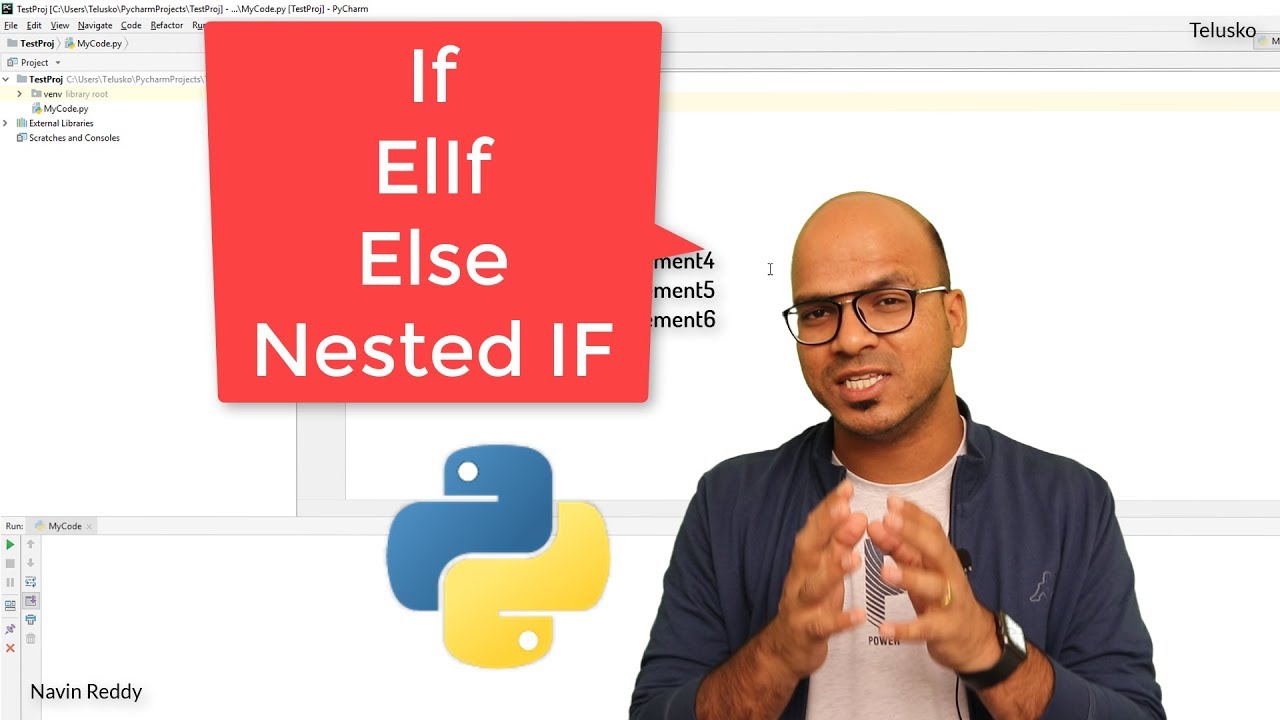 TestProj [C:\Users\Telusko\PycharmProjects\TestProj] - ...\MyCode.py [TestProj] - PyCharm
File Edit View Navigate Code Refactor
TestProj MyCode.py
Telusko
Project
TestProj C:\Users\Telusko\PycharmProjects\
venv library root
MyCode.py
External Libraries
Scratches and Consoles
If
ElIf
Else
Nested IF
ement4
ement5
ement6
POWER
Run: MyCode
Navin Reddy